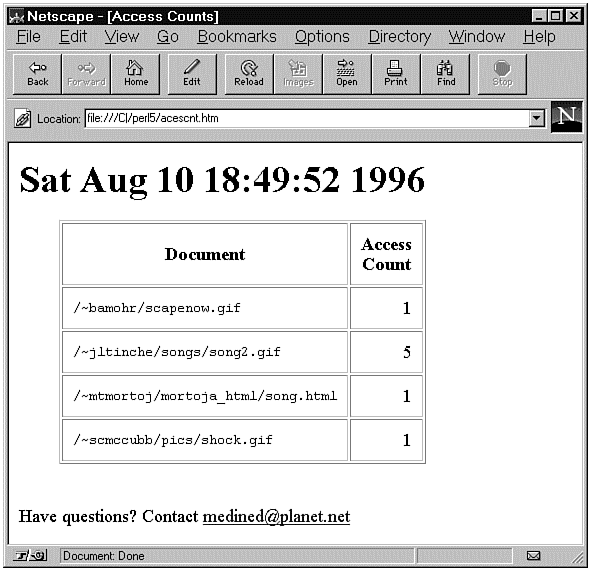 Netscape - [Access Counts]
File Edit View Go Bookmarks Options Directory Window Help
Back Forward Home Edit Reload Images Open Print Find Stop
Location: file:///C|/perl5/acescnt.htm
N
Sat Aug 10 18:49:52 1996
Document Access Count
/~bamohr/scapenow.gif 1
/~jltinche/songs/song2.gif 5
/~mtmortoj/mortoja_html/song.html 1
/~scmccubb/pics/shock.gif 1
Have questions? Contact medined@planet.net
Document: Done